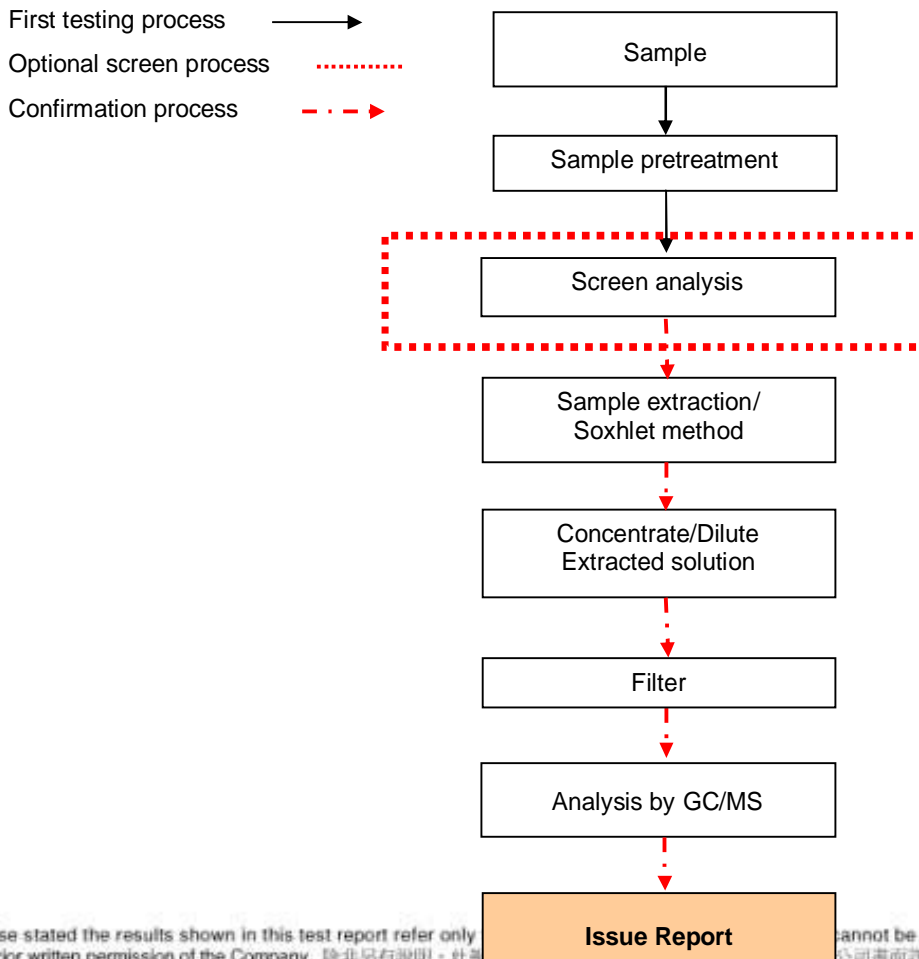 First testing process
Optional screen process
Confirmation process
Sample
Sample pretreatment
Screen analysis
Sample extraction/
Soxhlet method
Concentrate/Dilute
Extracted solution
Filter
Analysis by GC/MS
Issue Report
se stated the results shown in this test report refer only
cannot be
ior written permission of the Company.